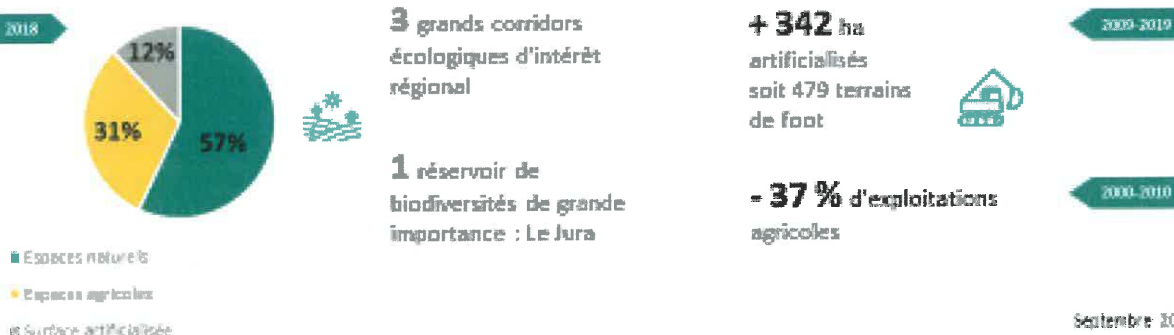 2018
12%
31%
57%
Espaces naturels
Espaces agricoles
Surface artificialisée
3 grands corridors
écologiques d'intérêt
régional
1 réservoir de
biodiversités de grande
importance : Le Jura
+ 342 ha
artificialisés
soit 479 terrains
de foot
2009-2019
- 37 % d'exploitations
agricoles
2000-2010
Septembre 20